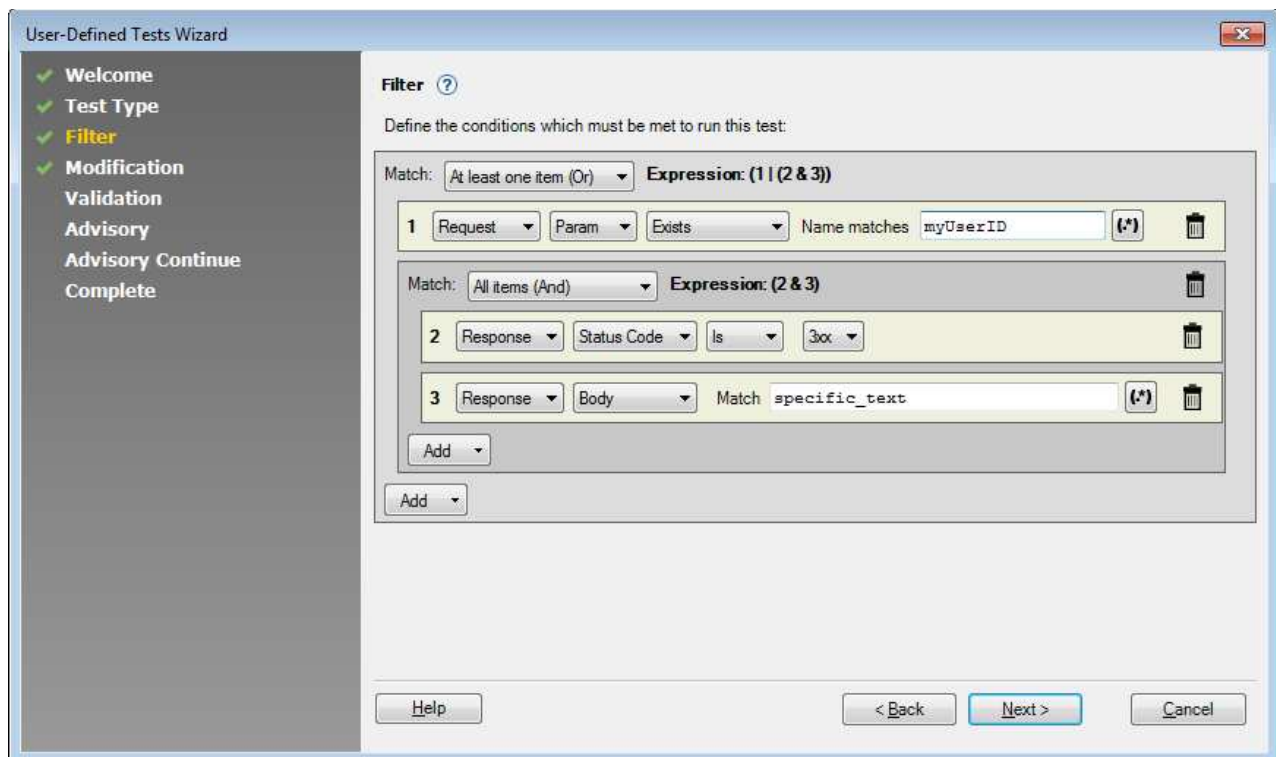 User-Defined Tests Wizard
Welcome
Test Type
Filter
Modification
Validation
Advisory
Advisory Continue
Complete
Filter ?
Define the conditions which must be met to run this test:
Match: At least one item (Or) Expression: (1 | (2 & 3))
1 Request Param Exists Name matches myUserID (.*)
Match: All items (And) Expression: (2 & 3)
2 Response Status Code Is 3xx
3 Response Body Match specific_text (.*)
Add
Add
Help < Back Next > Cancel